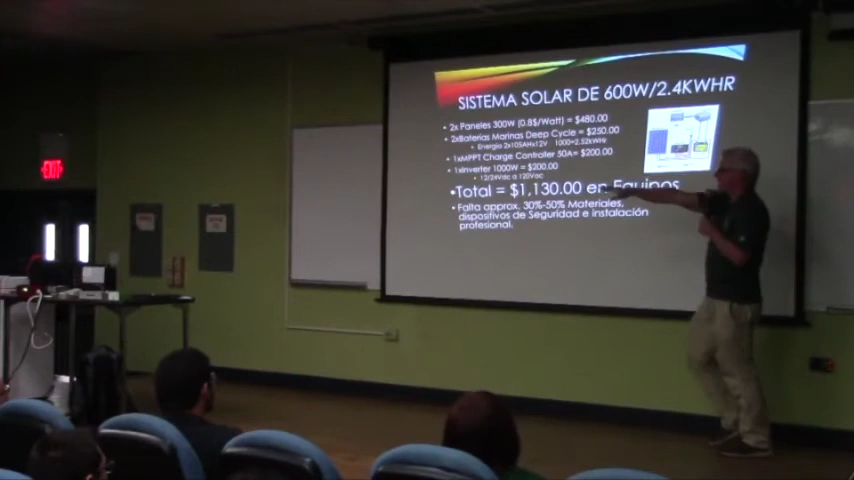 SISTEMA SOLAR DE 600W/2.4KWHR
• 2x Paneles 300W (0.8$/Watt) = $480.00
• 2xBaterias Marinas Deep Cycle = $250.00
• Energia 2x105AHx12V 1000=2.52kWHr
• 1xMPPT Charge Controller 50A= $200.00
• 1xInverter 1000W = $200.00
• 12/24Vdc a 120Vac
• Total = $1,130.00 en Equipos
• Falta approx. 30%-50% Materiales,
dispositivos de Seguridad e instalación
profesional.
EXIT